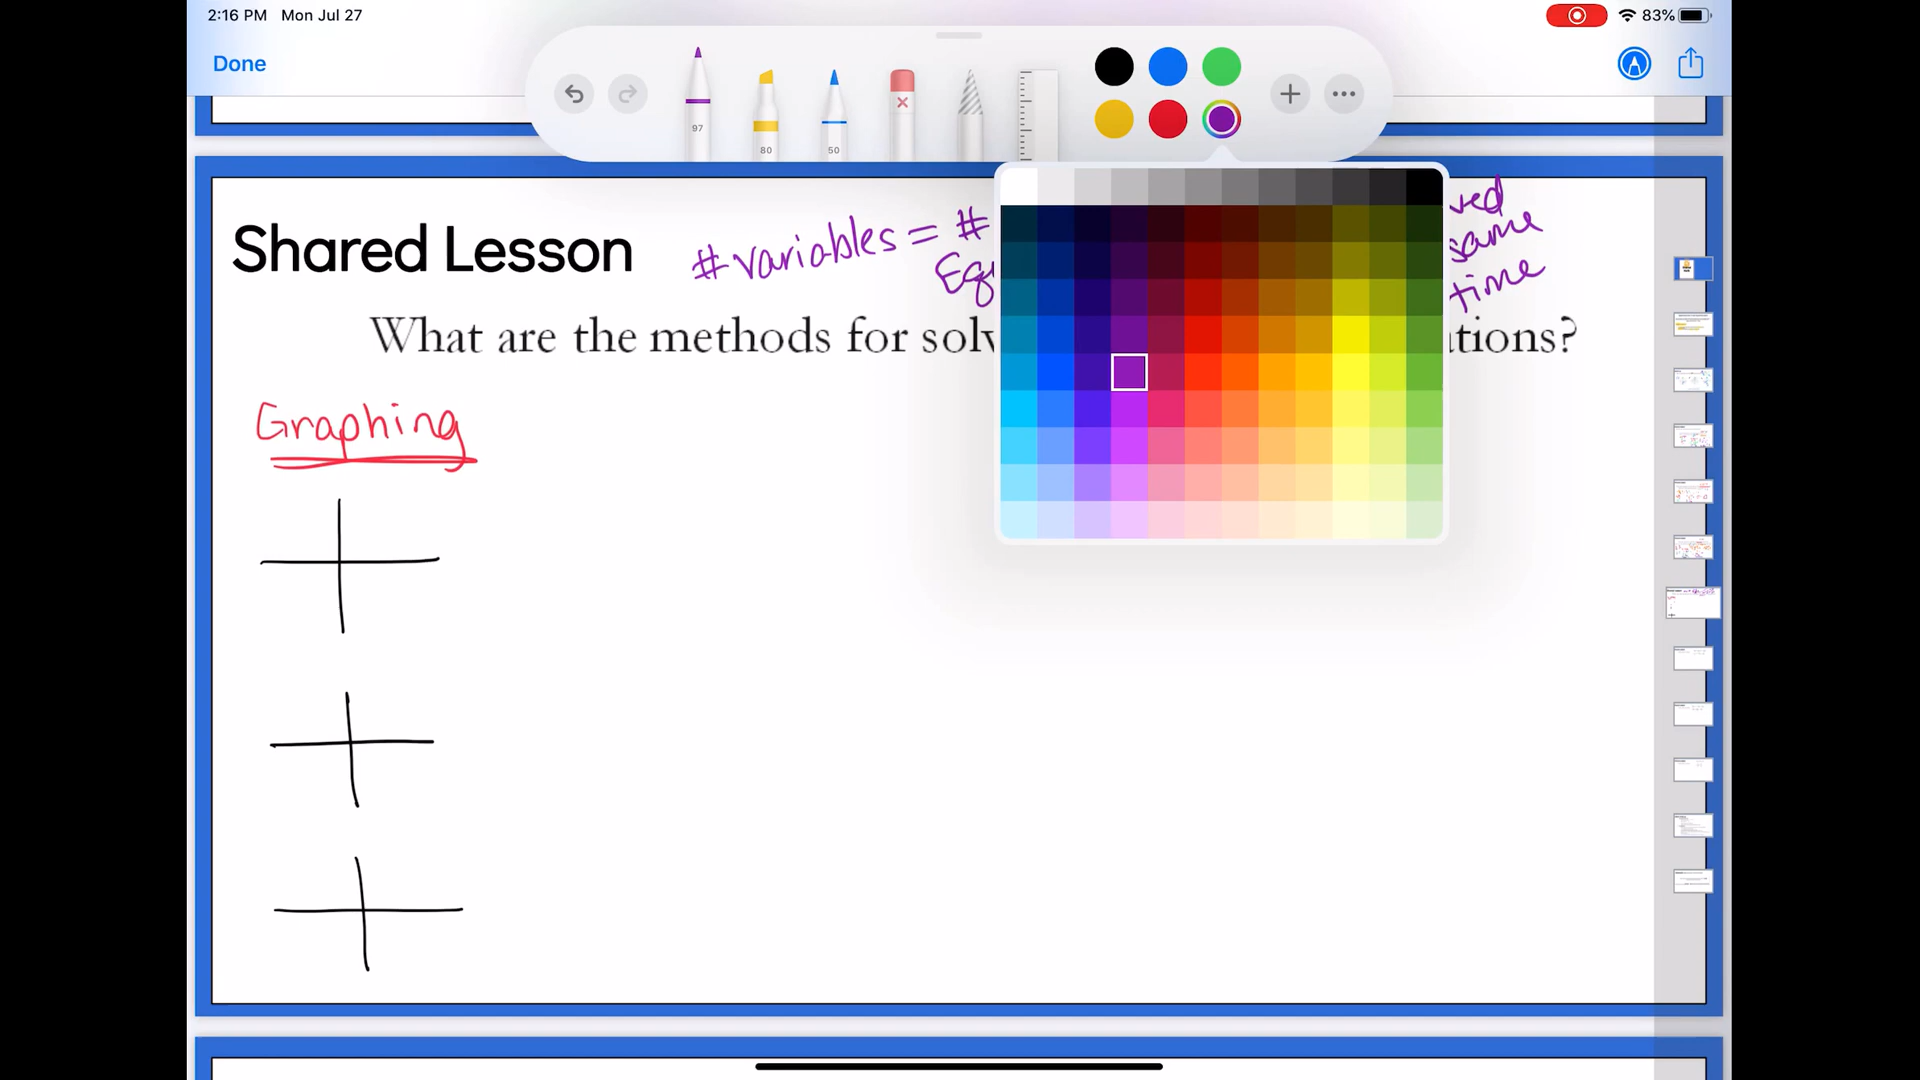 2:16 PM Mon Jul 27
83%
Done
97
80
50
Shared Lesson
#variables = #
ved
same
time
What are the methods for solv
ations?
Graphing